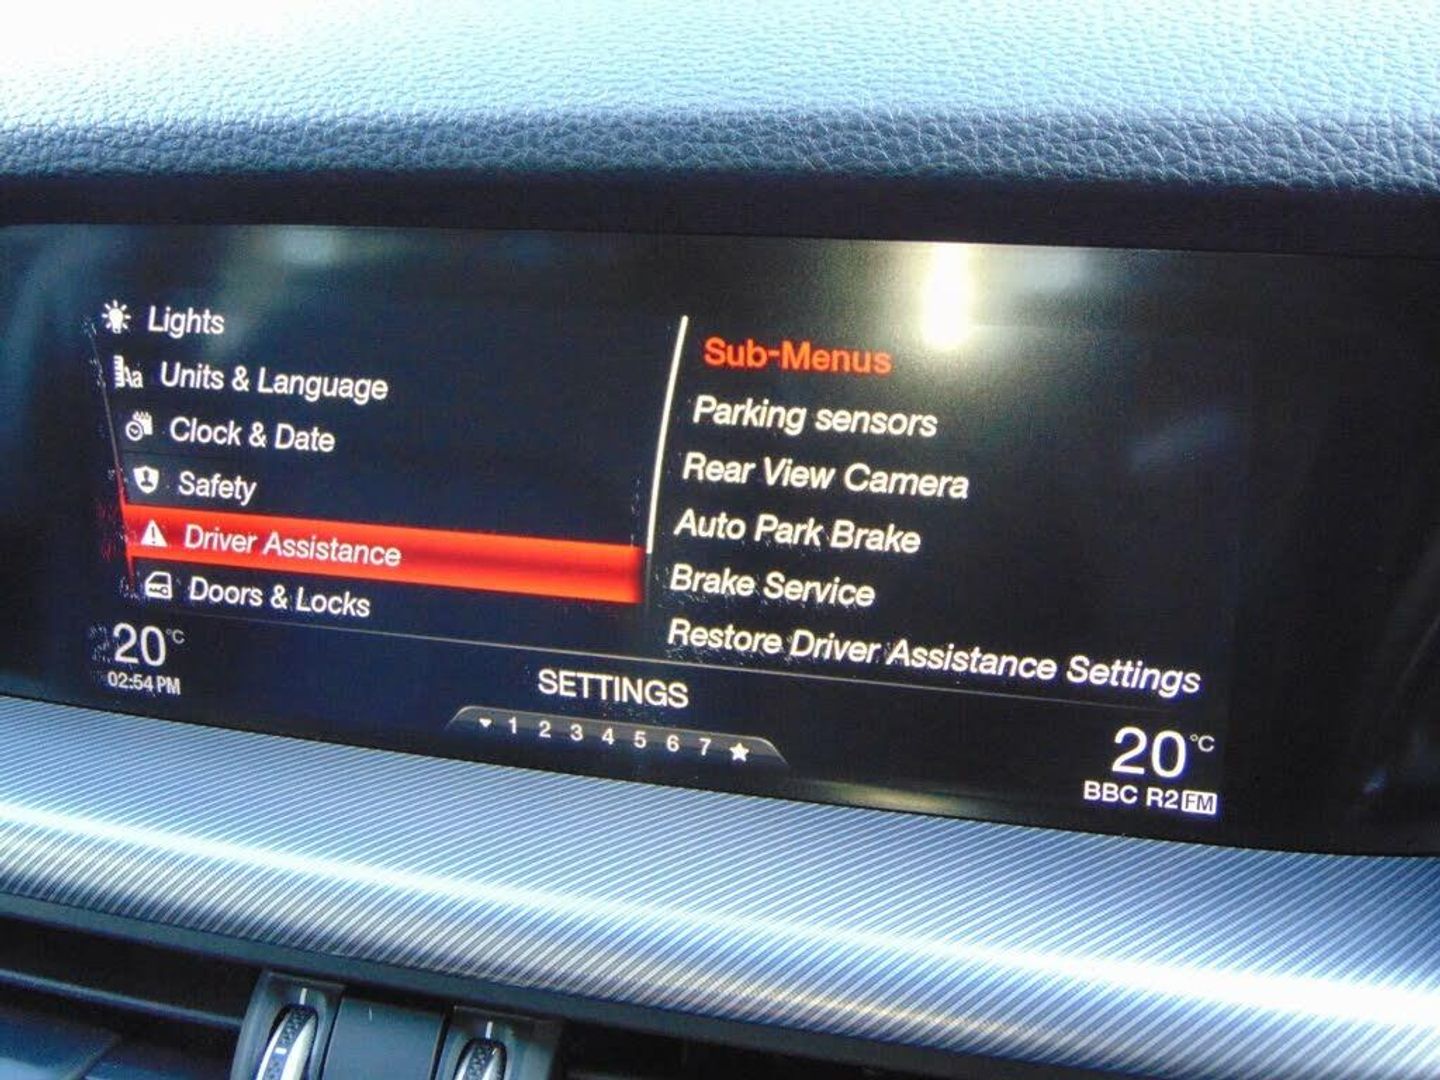 Lights
Units & Language
Clock & Date
Safety
Driver Assistance
Doors & Locks
Sub-Menus
Parking sensors
Rear View Camera
Auto Park Brake
Brake Service
Restore Driver Assistance Settings
20°C
02:54 PM
SETTINGS
1 2 3 4 5 6 7
20°C
BBC R2 FM